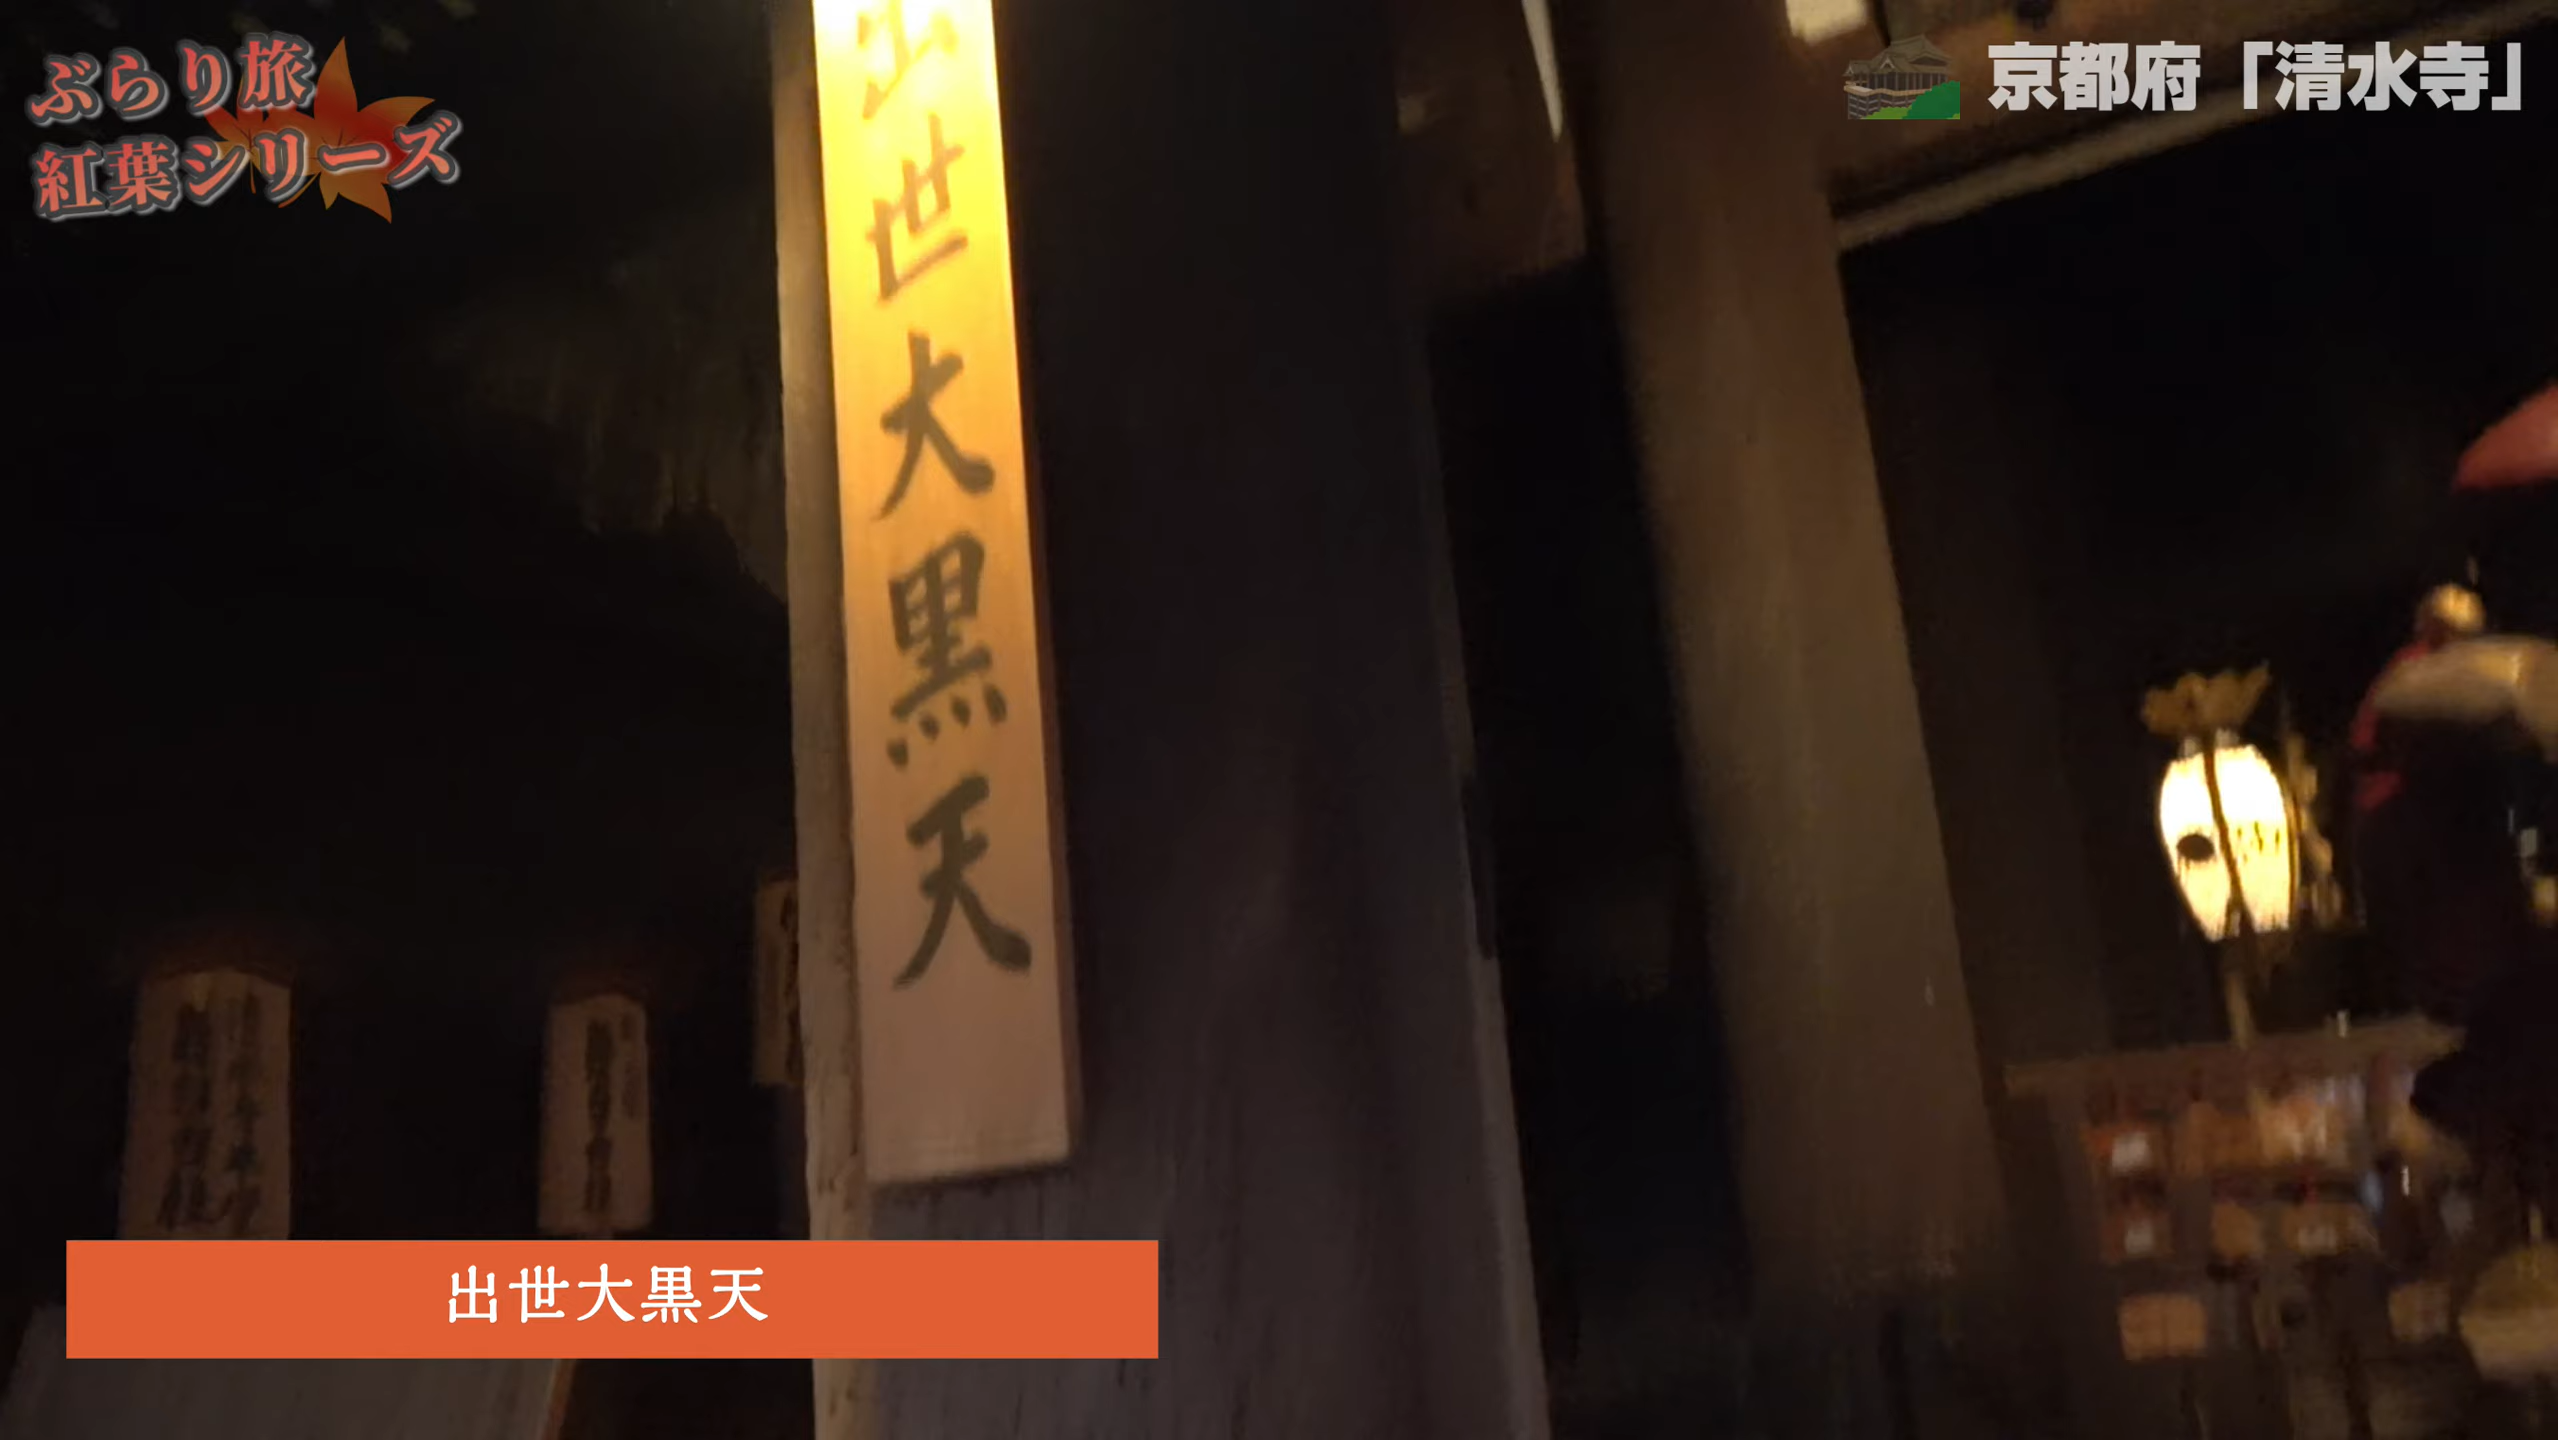 ぶらり旅
紅葉シリーズ
京都府「清水寺」
出世大黒天
出世大黒天